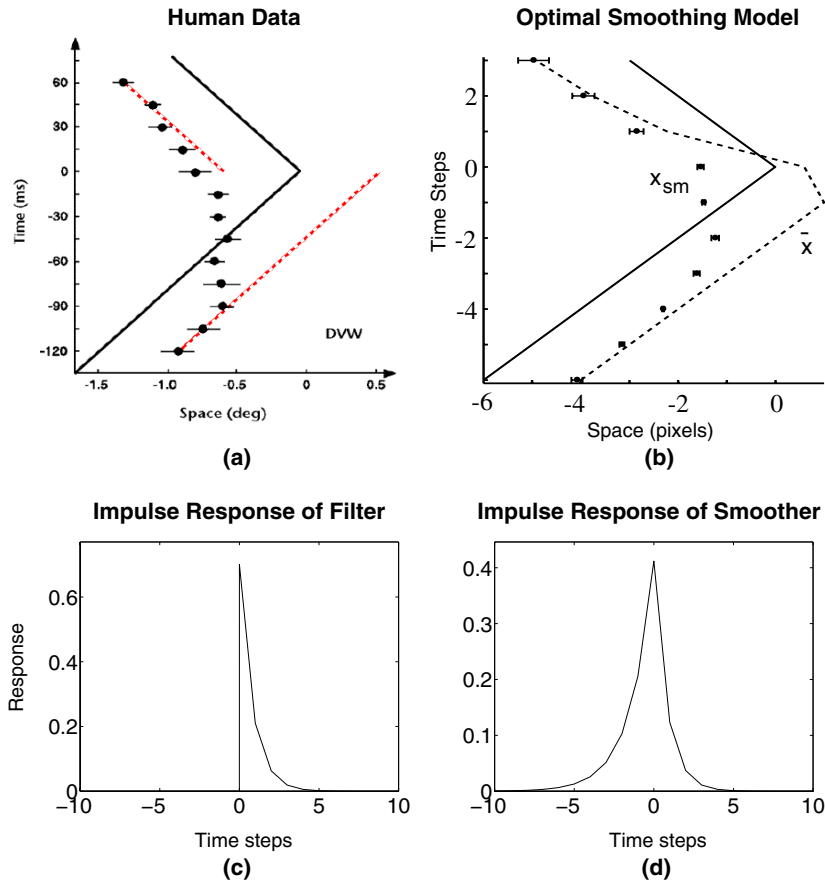 Human Data
Optimal Smoothing Model
60
30
0
-30
-60
-90
-120
Time (ms)
DVW
-1.5
-1.0
-0.5
0
0.5
Space (deg)
(a)
2
0
-2
-4
Time Steps
x_sm
x̄
-6
-4
-2
0
Space (pixels)
(b)
Impulse Response of Filter
Impulse Response of Smoother
0.6
0.4
0.2
0
Response
−10
−5
0
5
10
Time steps
(c)
0.4
0.3
0.2
0.1
0
−10
−5
0
5
10
Time steps
(d)